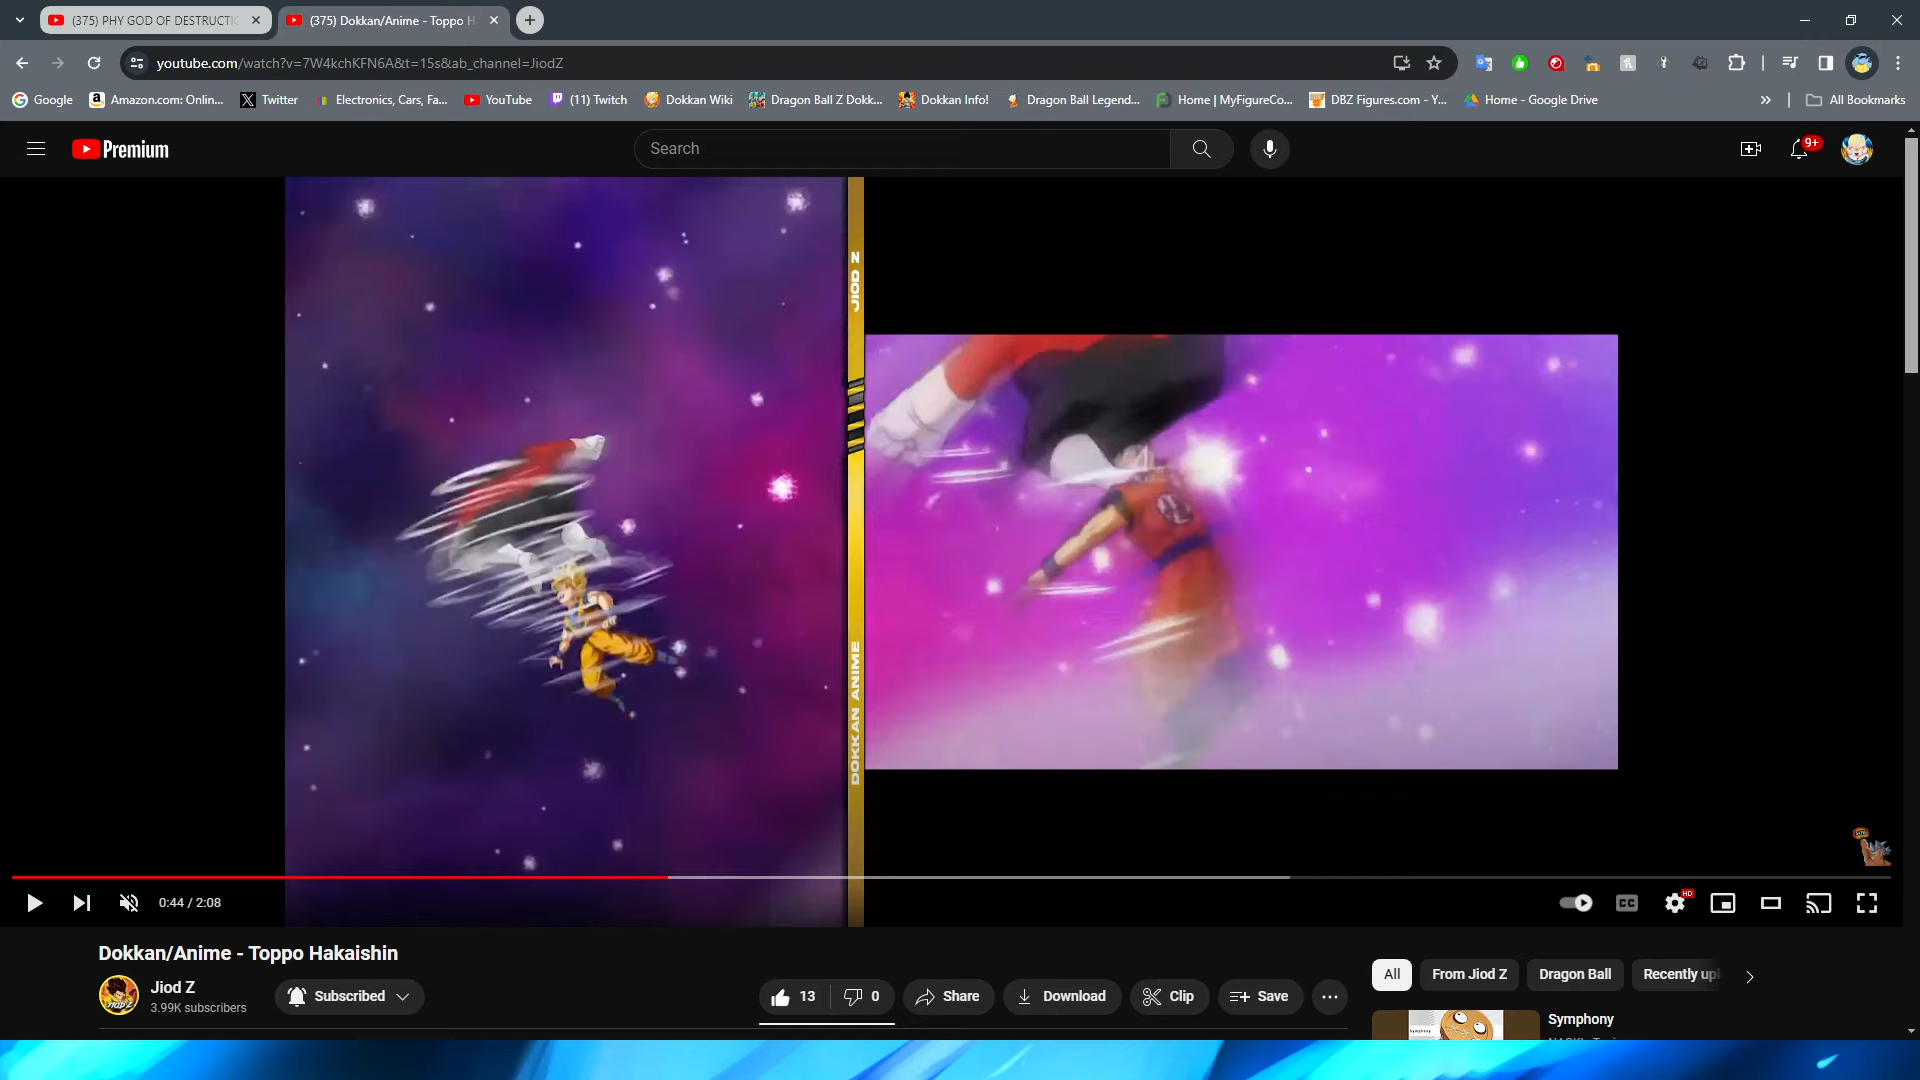 (375) PHY GOD OF DESTRUCTIO
(375) Dokkan/Anime - Toppo H
youtube.com/watch?v=7W4kchKFN6A&t=15s&ab_channel=JiodZ
Google
Amazon.com: Onlin...
Twitter
Electronics, Cars, Fa...
YouTube
(11) Twitch
Dokkan Wiki
Dragon Ball Z Dokk...
Dokkan Info!
Dragon Ball Legend...
Home | MyFigureCo...
DBZ Figures.com - Y...
Home - Google Drive
All Bookmarks
Premium
Search
9+
JIOD Z
DOKKAN ANIME
0:44 / 2:08
CC
HD
Dokkan/Anime - Toppo Hakaishin
Jiod Z
3.99K subscribers
Subscribed
13
0
Share
Download
Clip
Save
All
From Jiod Z
Dragon Ball
Recently upl
Symphony